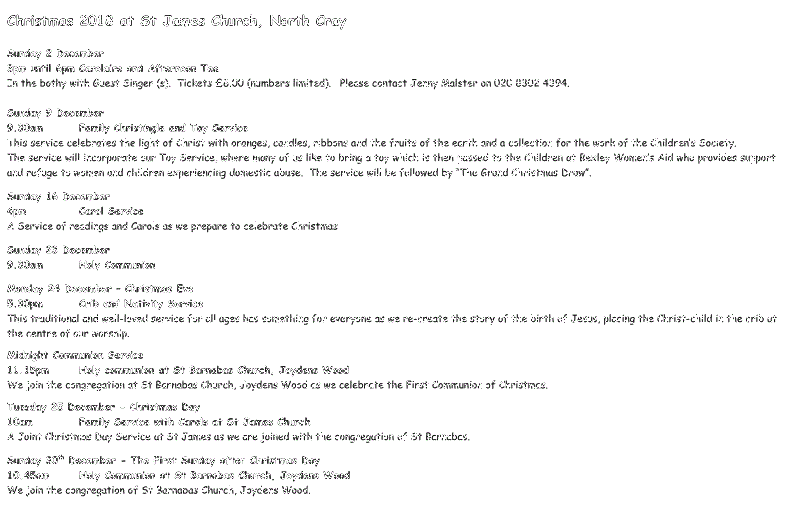 Christmas 2018 at St James Church, North Cray
Sunday 2 December
3pm until 6pm Carolaire and Afternoon Tea
In the bothy with Guest Singer (s). Tickets £6.00 (numbers limited). Please contact Jenny Malster on 020 8302 4394.
Sunday 9 December
9.30am Family Christingle and Toy Service
This service celebrates the light of Christ with oranges, candles, ribbons and the fruits of the earth and a collection for the work of the Children's Society.
The service will incorporate our Toy Service, where many of us like to bring a toy which is then passed to the Children at Bexley Women's Aid who provides support
and refuge to women and children experiencing domestic abuse. The service will be followed by "The Grand Christmas Draw".
Sunday 16 December
4pm Carol Service
A Service of readings and Carols as we prepare to celebrate Christmas
Sunday 23 December
9.30am Holy Communion
Monday 24 December - Christmas Eve
5.30pm Crib and Nativity Service
This traditional and well-loved service for all ages has something for everyone as we re-create the story of the birth of Jesus, placing the Christ-child in the crib at
the centre of our worship.
Midnight Communion Service
11.15pm Holy communion at St Barnabas Church, Joydens Wood
We join the congregation at St Barnabas Church, Joydens Wood as we celebrate the First Communion of Christmas.
Tuesday 25 December - Christmas Day
10am Family Service with Carols at St James Church
A Joint Christmas Day Service at St James as we are joined with the congregation of St Barnabas.
Sunday 30th December - The First Sunday after Christmas Day
10.45am Holy Communion at St Barnabas Church, Joydens Wood
We join the congregation of St Barnabas Church, Joydens Wood.